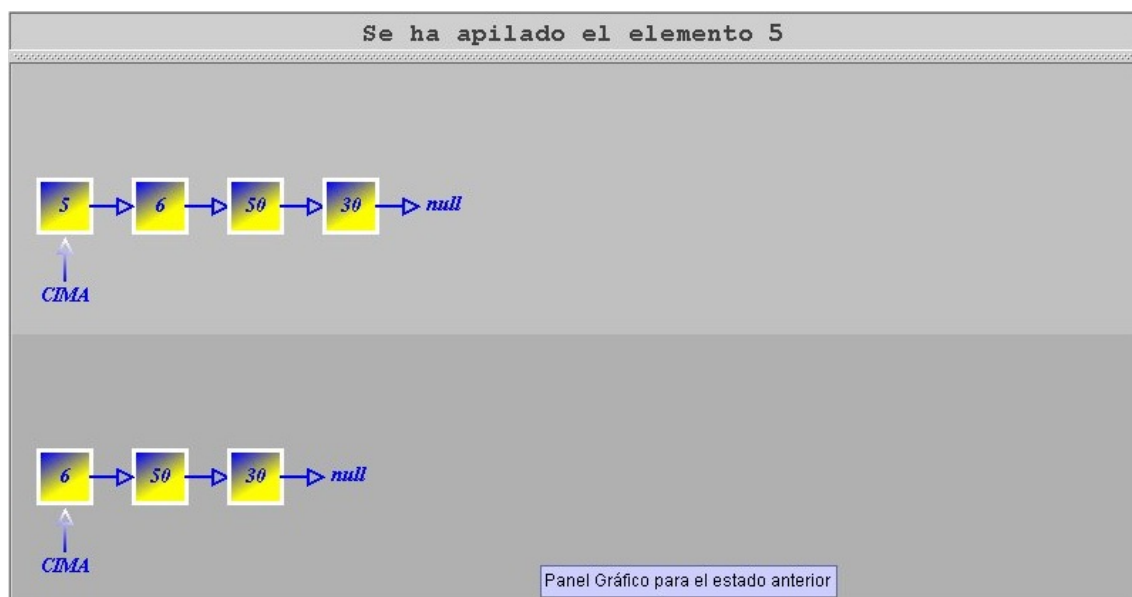 Se ha apilado el elemento 5
5 6 50 30 null
CIMA
6 50 30 null
CIMA
Panel Gráfico para el estado anterior